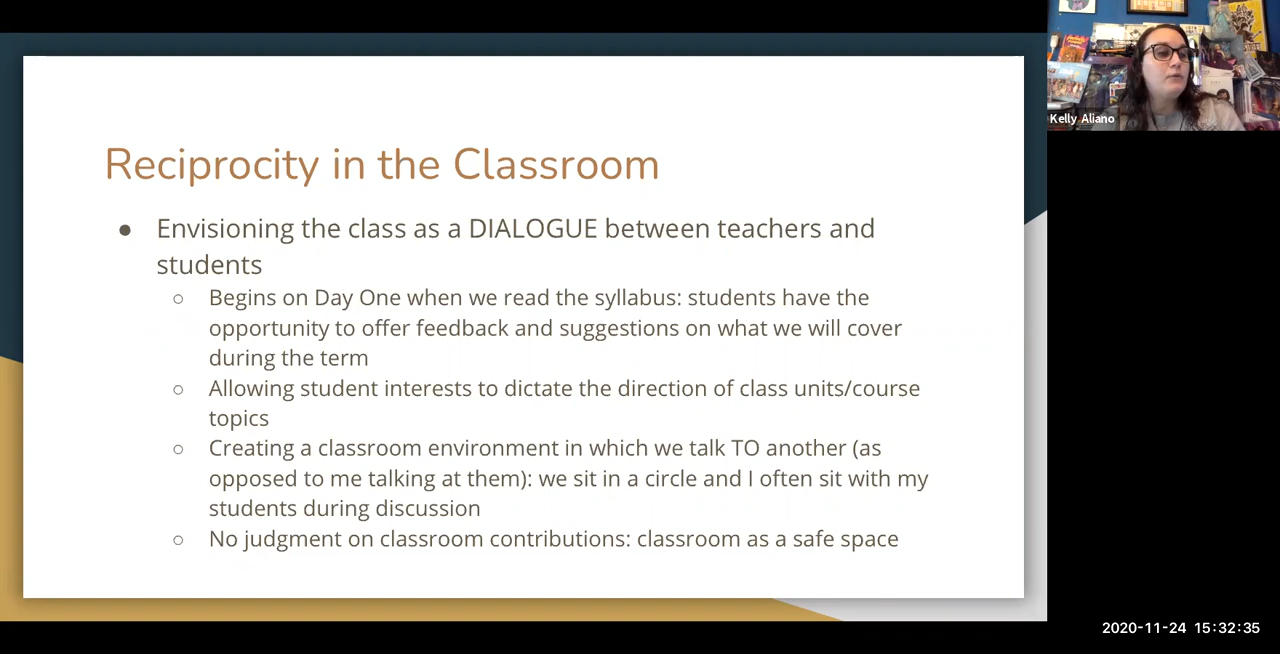 Reciprocity in the Classroom
● Envisioning the class as a DIALOGUE between teachers and
students
○ Begins on Day One when we read the syllabus: students have the
opportunity to offer feedback and suggestions on what we will cover
during the term
○ Allowing student interests to dictate the direction of class units/course
topics
○ Creating a classroom environment in which we talk TO another (as
opposed to me talking at them): we sit in a circle and I often sit with my
students during discussion
○ No judgment on classroom contributions: classroom as a safe space
Kelly Aliano
2020-11-24 15:32:35